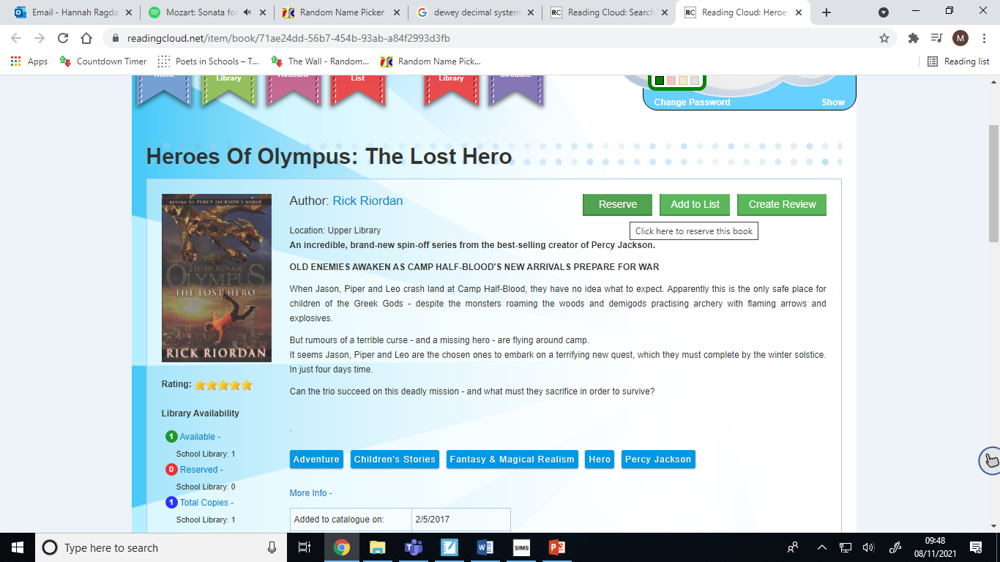 Email - Hannah Ragda
Mozart: Sonata fo
Random Name Picker
dewey decimal system
RC Reading Cloud: Search
RC Reading Cloud: Heroe
readingcloud.net/item/book/71ae24dd-56b7-454b-93ab-a84f2993d3fb
M
Apps
Countdown Timer
Poets in Schools – T...
The Wall - Random...
Random Name Pick...
Reading list
Home
Library
Account
List
Library
Circulate
Change Password
Show
Heroes Of Olympus: The Lost Hero
RETURN TO PERCY JACKSON'S WORLD
HEROES OF
OLYMPUS
THE LOST HERO
RICK RIORDAN
Author: Rick Riordan
Reserve
Add to List
Create Review
Click here to reserve this book
Location: Upper Library
An incredible, brand-new spin-off series from the best-selling creator of Percy Jackson.
OLD ENEMIES AWAKEN AS CAMP HALF-BLOOD'S NEW ARRIVALS PREPARE FOR WAR
When Jason, Piper and Leo crash land at Camp Half-Blood, they have no idea what to expect. Apparently this is the only safe place for
children of the Greek Gods - despite the monsters roaming the woods and demigods practising archery with flaming arrows and
explosives.
But rumours of a terrible curse - and a missing hero - are flying around camp.
It seems Jason, Piper and Leo are the chosen ones to embark on a terrifying new quest, which they must complete by the winter solstice.
In just four days time.
Can the trio succeed on this deadly mission - and what must they sacrifice in order to survive?
.
Rating:
Library Availability
1 Available -
School Library: 1
0 Reserved -
School Library: 0
1 Total Copies -
School Library: 1
Adventure
Children's Stories
Fantasy & Magical Realism
Hero
Percy Jackson
More Info -
Added to catalogue on:
2/5/2017
Type here to search
SIMS
09:48
08/11/2021